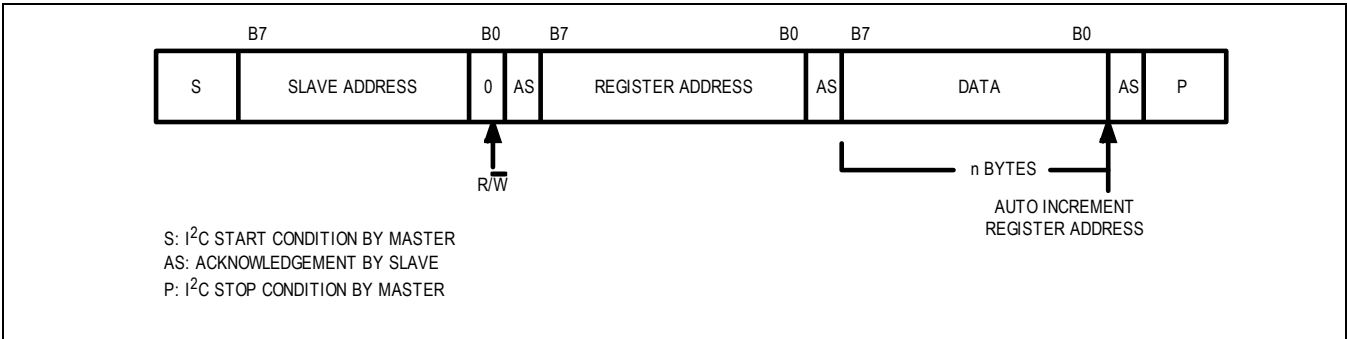 B7 B0 B7 B0 B7 B0
S SLAVE ADDRESS 0 AS REGISTER ADDRESS AS DATA AS P
R/W̅
n BYTES
AUTO INCREMENT
REGISTER ADDRESS
S: I²C START CONDITION BY MASTER
AS: ACKNOWLEDGEMENT BY SLAVE
P: I²C STOP CONDITION BY MASTER